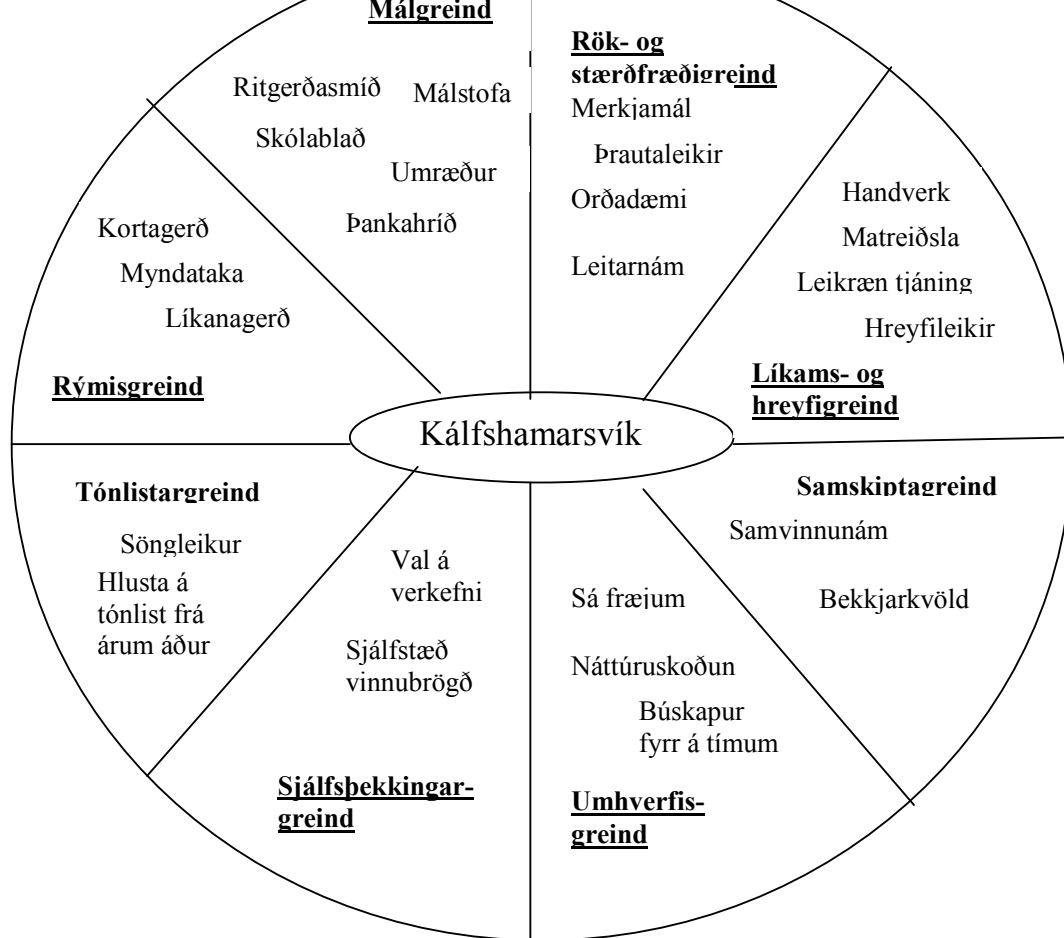 Málgreind
Ritgerðasmíð
Málstofa
Skólablað
Umræður
Þankahríð
Rök- og
stærðfræðigreind
Merkjamál
Þrautaleikir
Orðadæmi
Leitarnám
Handverk
Matreiðsla
Leikræn tjáning
Hreyfileikir
Líkams- og
hreyfigreind
Kortagerð
Myndataka
Líkanagerð
Rýmisgreind
Kálfshamarsvík
Tónlistargreind
Söngleikur
Hlusta á
tónlist frá
árum áður
Val á
verkefni
Sjálfstæð
vinnubrögð
Sjálfsþekkingar-
greind
Sá fræjum
Náttúruskoðun
Búskapur
fyrr á tímum
Umhverfis-
greind
Samskiptagreind
Samvinnunám
Bekkjarkvöld